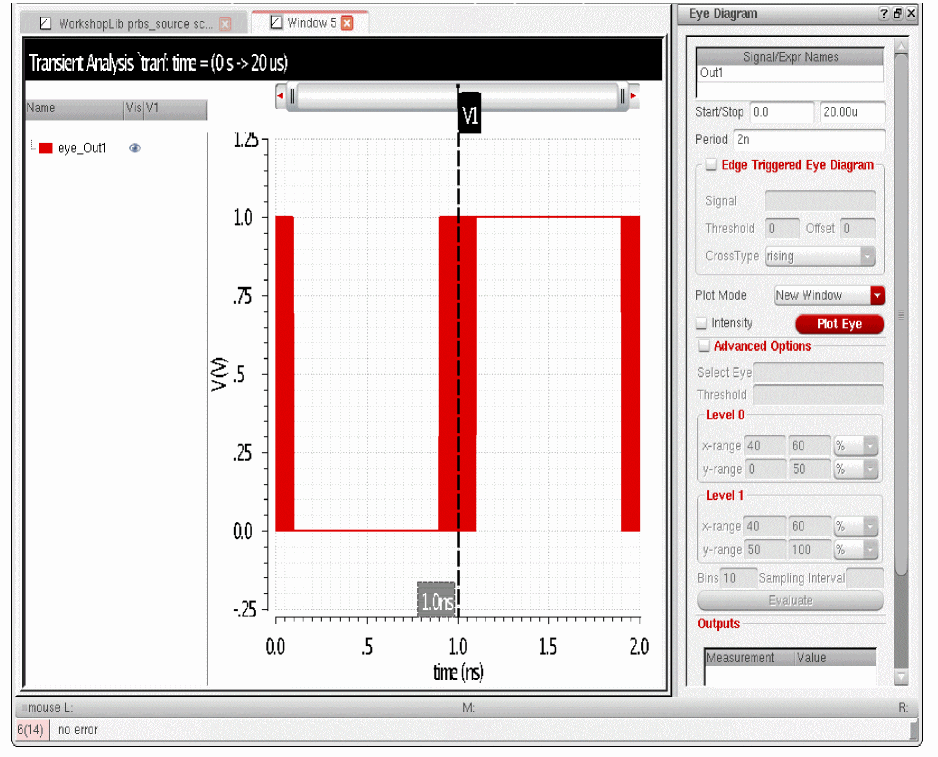 WorkshopLib prbs_source sc...
Window 5
Transient Analysis `tran': time = (0 s -> 20 us)
Name Vis V1
eye_Out1
V1
1.25
1.0
.75
.5
.25
0.0
-.25
V(V)
1.0ns
0.0 .5 1.0 1.5 2.0
time (ns)
Eye Diagram
Signal/Expr Names
Out1
Start/Stop 0.0 20.00u
Period 2n
Edge Triggered Eye Diagram
Signal
Threshold 0 Offset 0
CrossType rising
Plot Mode New Window
Intensity Plot Eye
Advanced Options
Select Eye
Threshold
Level 0
x-range 40 60 %
y-range 0 50 %
Level 1
x-range 40 60 %
y-range 50 100 %
Bins 10 Sampling Interval
Evaluate
Outputs
Measurement Value
mouse L: M: R:
6(14) no error